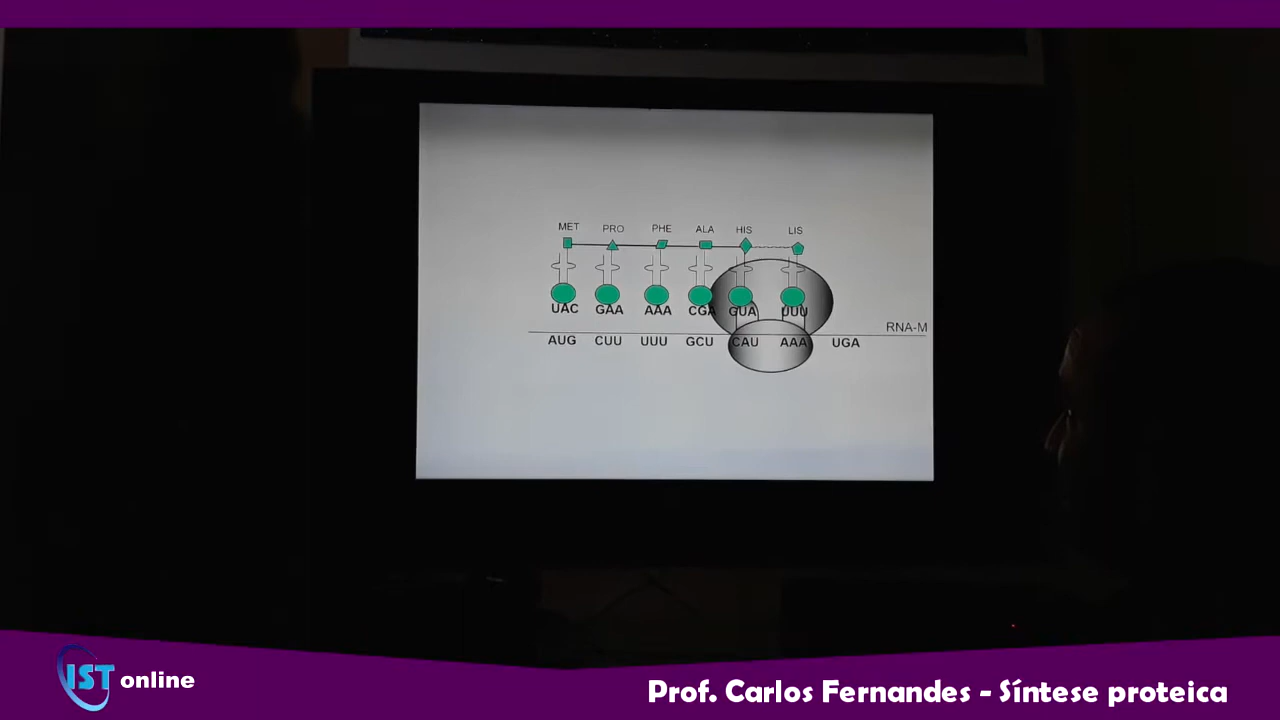 MET PRO PHE ALA HIS LIS
UAC GAA AAA CGA GUA UUU
RNA-M
AUG CUU UUU GCU CAU AAA UGA
IST online
Prof. Carlos Fernandes - Síntese proteica